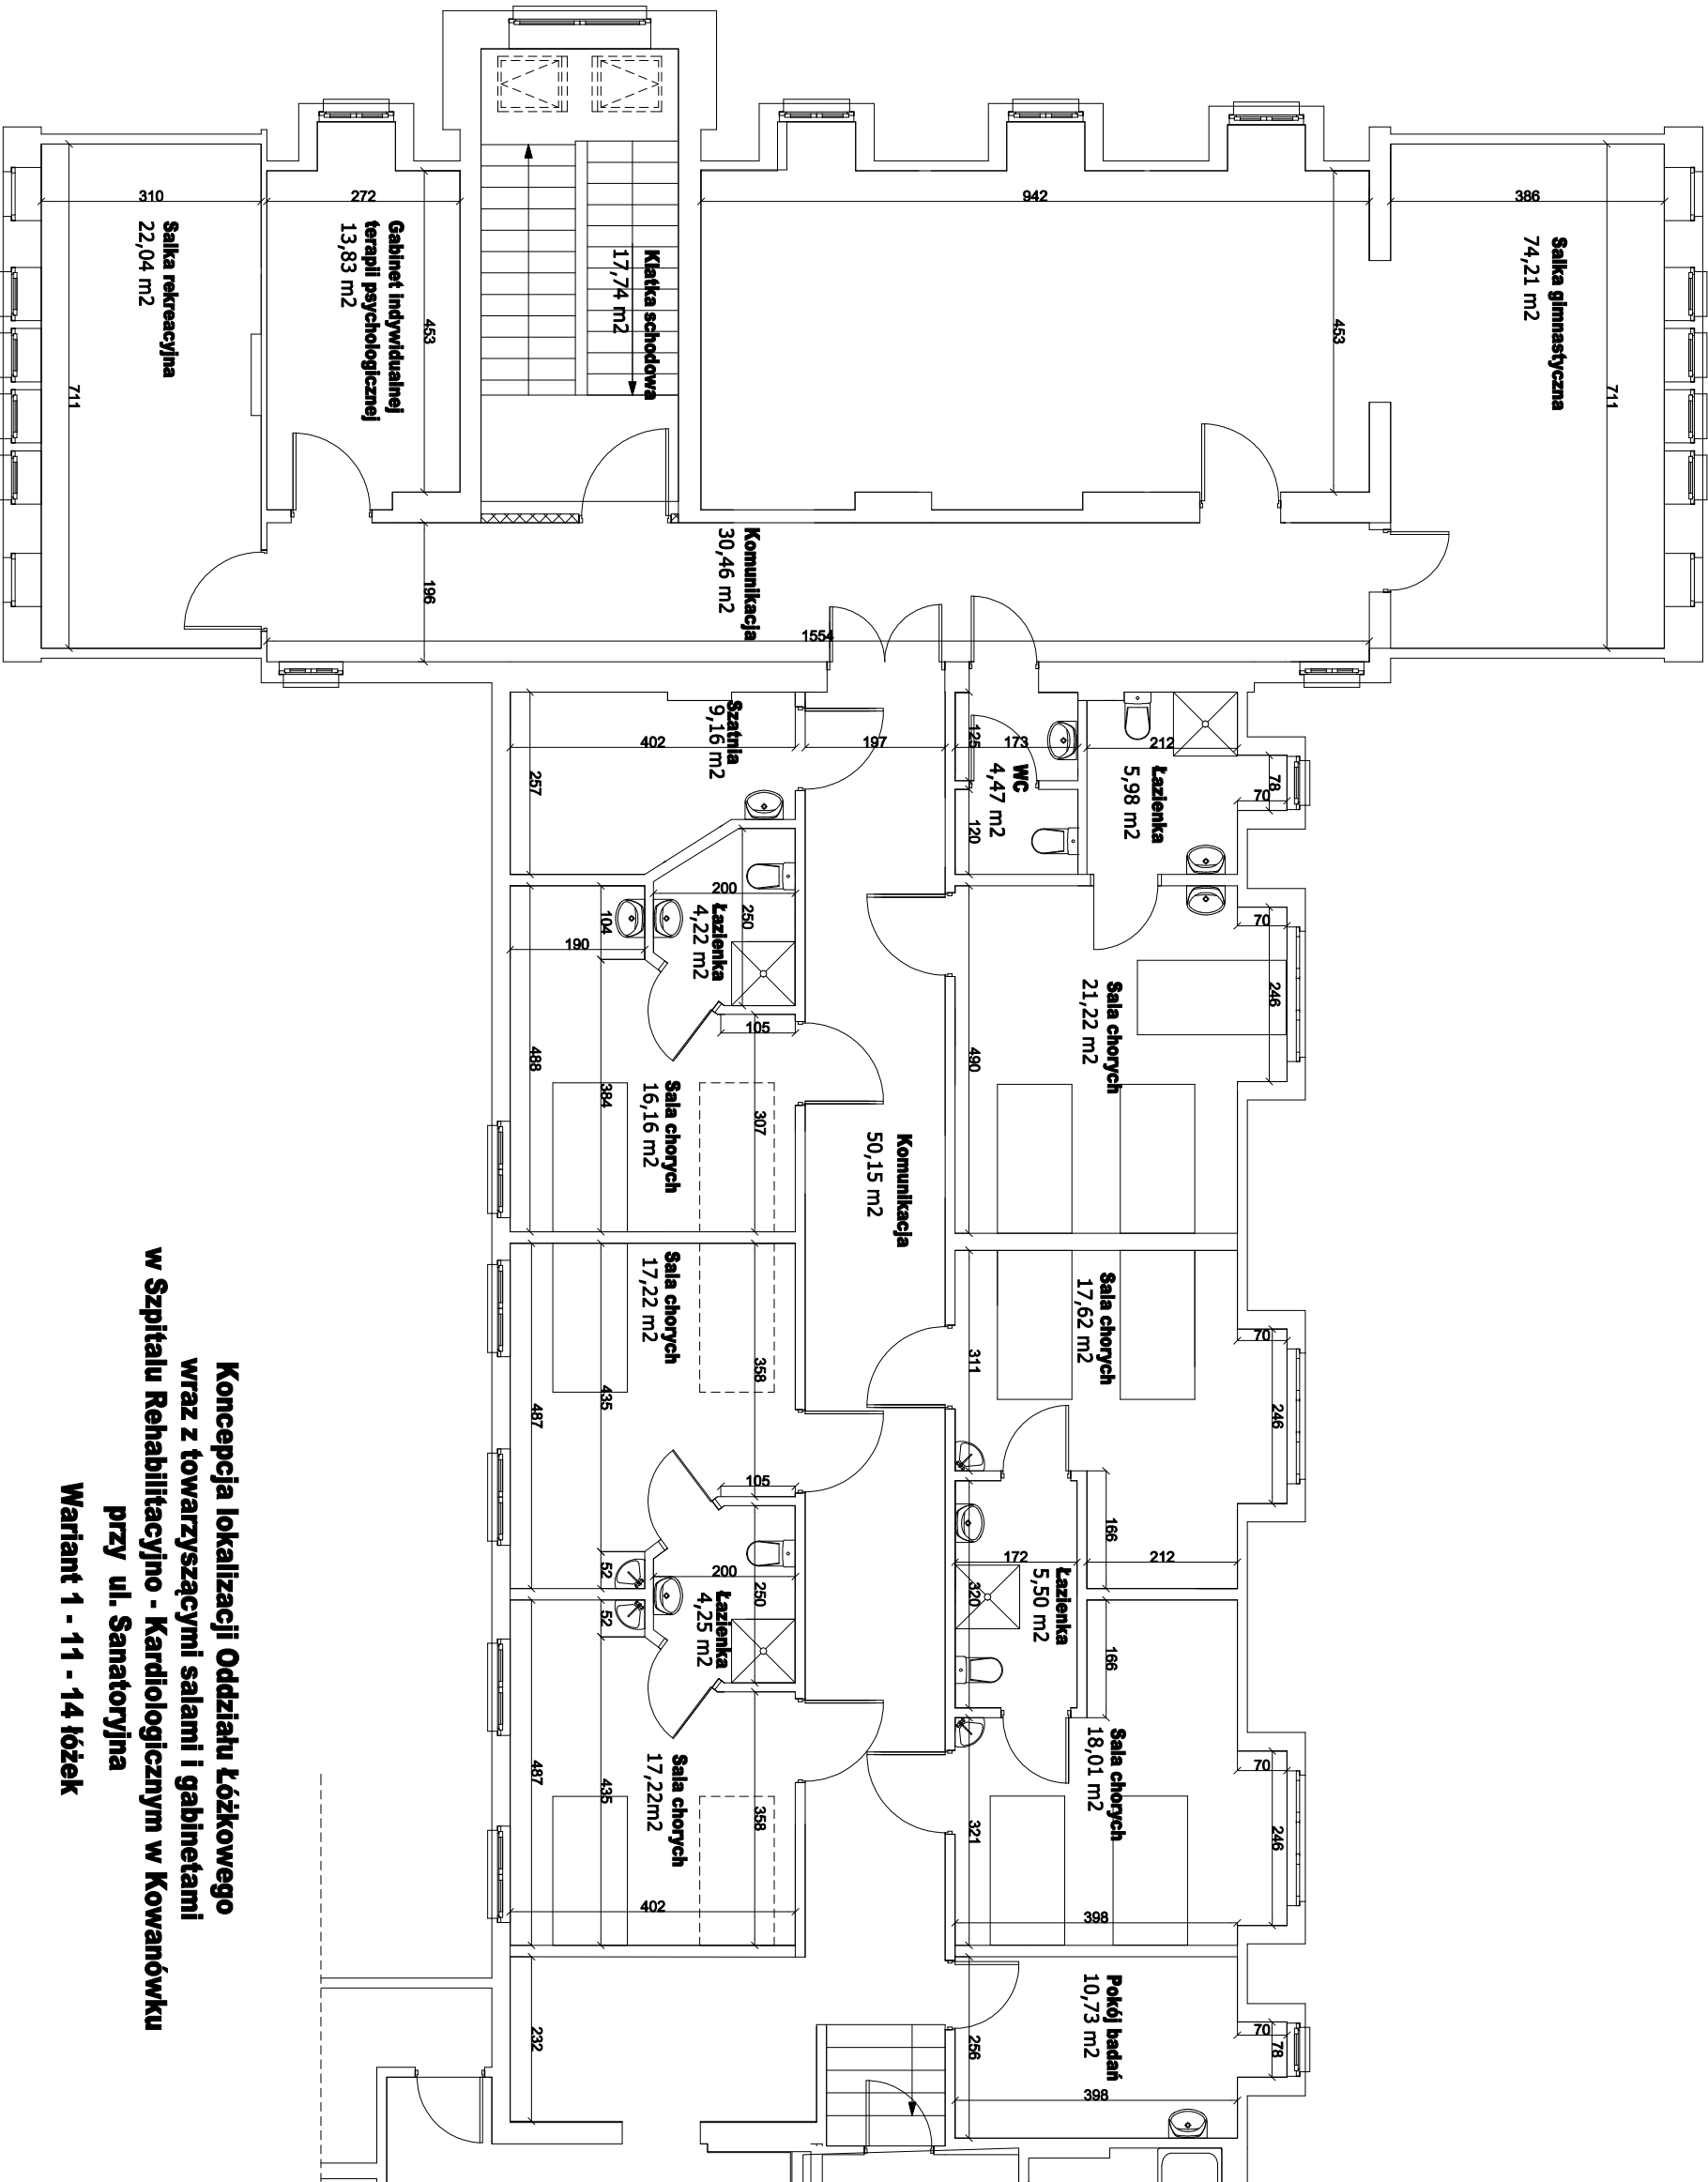 Salka gimnastyczna
74,21 m2
386
711
942
453
Klatka schodowa
17,74 m2
Gabinet indywidualnej
terapii psychologicznej
13,83 m2
272
453
Salka rekreacyjna
22,04 m2
310
711
Komunikacja
30,46 m2
196
1554
Szatnia
9,16 m2
402
257
197
WC
4,47 m2
125
173
120
Łazienka
5,98 m2
212
78
70
Łazienka
4,22 m2
200
250
104
190
105
Sala chorych
16,16 m2
488
384
307
Sala chorych
21,22 m2
70
246
490
Komunikacja
50,15 m2
Sala chorych
17,22 m2
358
435
487
105
52
Sala chorych
17,62 m2
70
246
311
166
212
Łazienka
5,50 m2
172
320
Łazienka
4,25 m2
200
250
52
Sala chorych
17,22m2
487
435
358
402
Sala chorych
18,01 m2
166
70
246
321
398
Pokój badań
10,73 m2
70
78
256
398
232
Koncepcja lokalizacji Oddziału Łóżkowego
wraz z towarzyszącymi salami i gabinetami
w Szpitalu Rehabilitacyjno - Kardiologicznym w Kowanówku
przy ul. Sanatoryjna
Wariant 1 - 11 - 14 łóżek